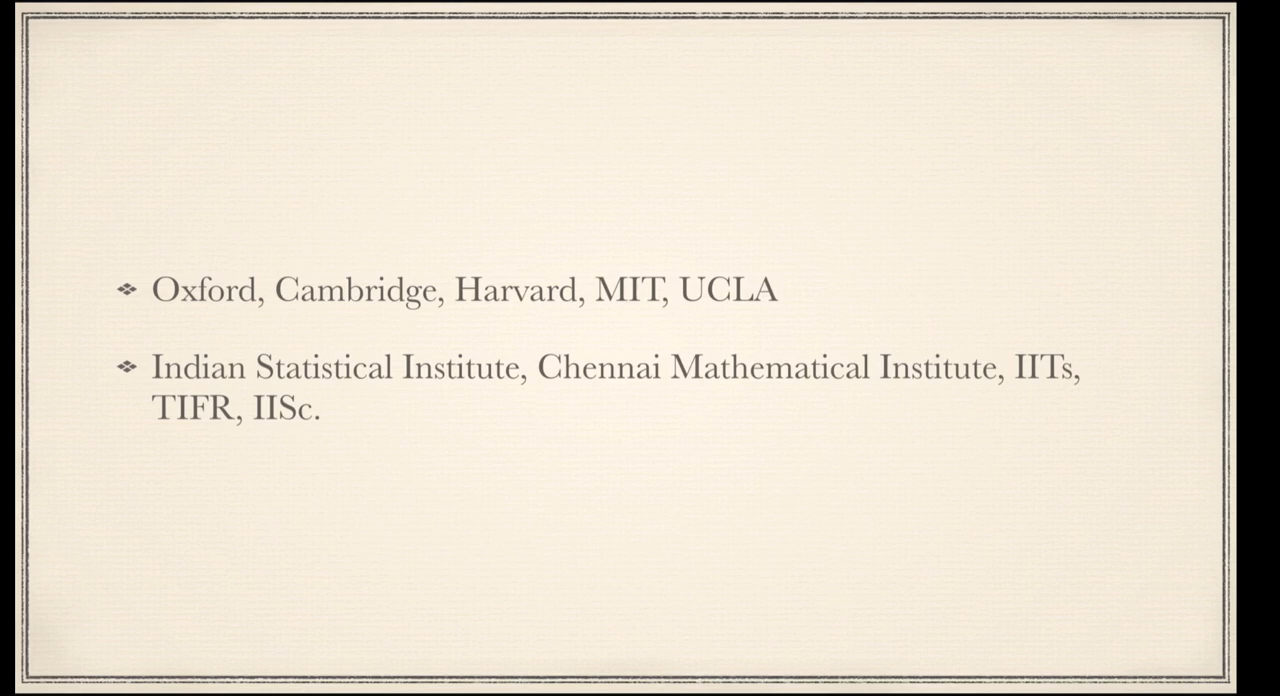 Oxford, Cambridge, Harvard, MIT, UCLA
Indian Statistical Institute, Chennai Mathematical Institute, IITs,
TIFR, IISc.